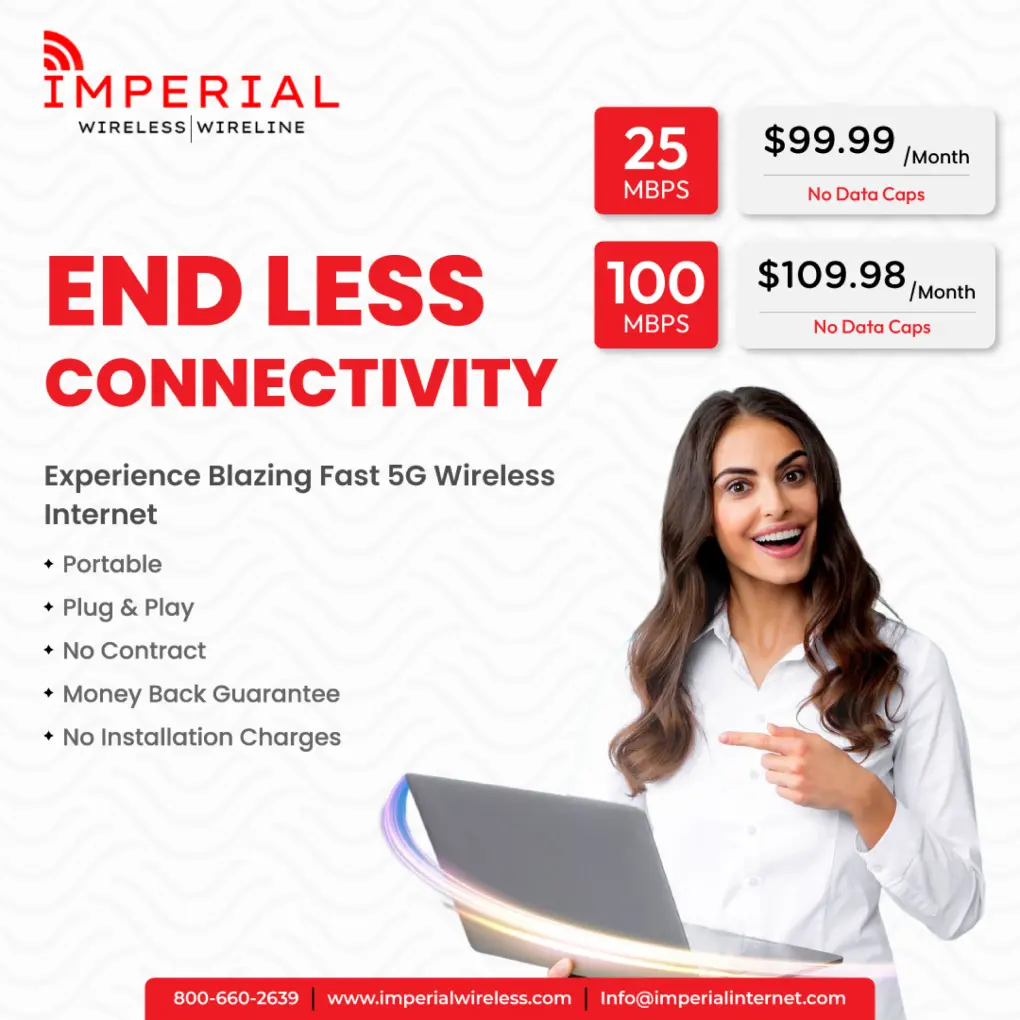 IMPERIAL
WIRELESS|WIRELINE
25
MBPS
$99.99 /Month
No Data Caps
100
MBPS
$109.98 /Month
No Data Caps
END LESS
CONNECTIVITY
Experience Blazing Fast 5G Wireless
Internet
Portable
Plug & Play
No Contract
Money Back Guarantee
No Installation Charges
800-660-2639 | www.imperialwireless.com | Info@imperialinternet.com